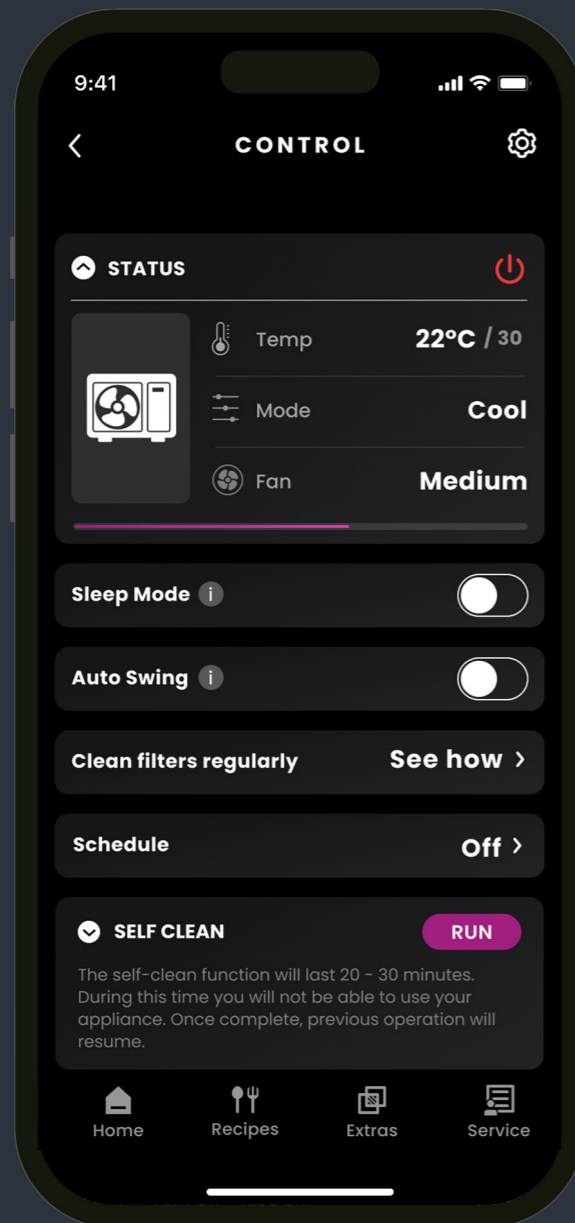 9:41
CONTROL
STATUS
Temp 22°C / 30
Mode Cool
Fan Medium
Sleep Mode i
Auto Swing i
Clean filters regularly See how >
Schedule Off >
SELF CLEAN RUN
The self-clean function will last 20 - 30 minutes.
During this time you will not be able to use your
appliance. Once complete, previous operation will
resume.
Home Recipes Extras Service